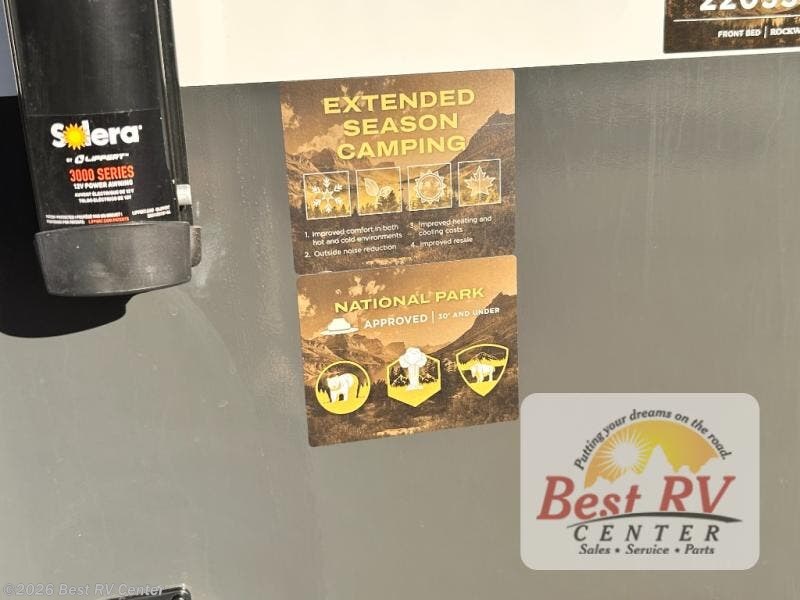 FRONT BED | ROCKW
Solera
BY LIPPERT
3000 SERIES
12V POWER AWNING
EXTENDED
SEASON
CAMPING
1. Improved comfort in both
hot and cold environments
2. Outside noise reduction
3. Improved heating and
cooling costs
4. Improved resale
NATIONAL PARK
APPROVED | 30' AND UNDER
Putting your dreams on the road.
Best RV
CENTER
Sales • Service • Parts
©2026 Best RV Center